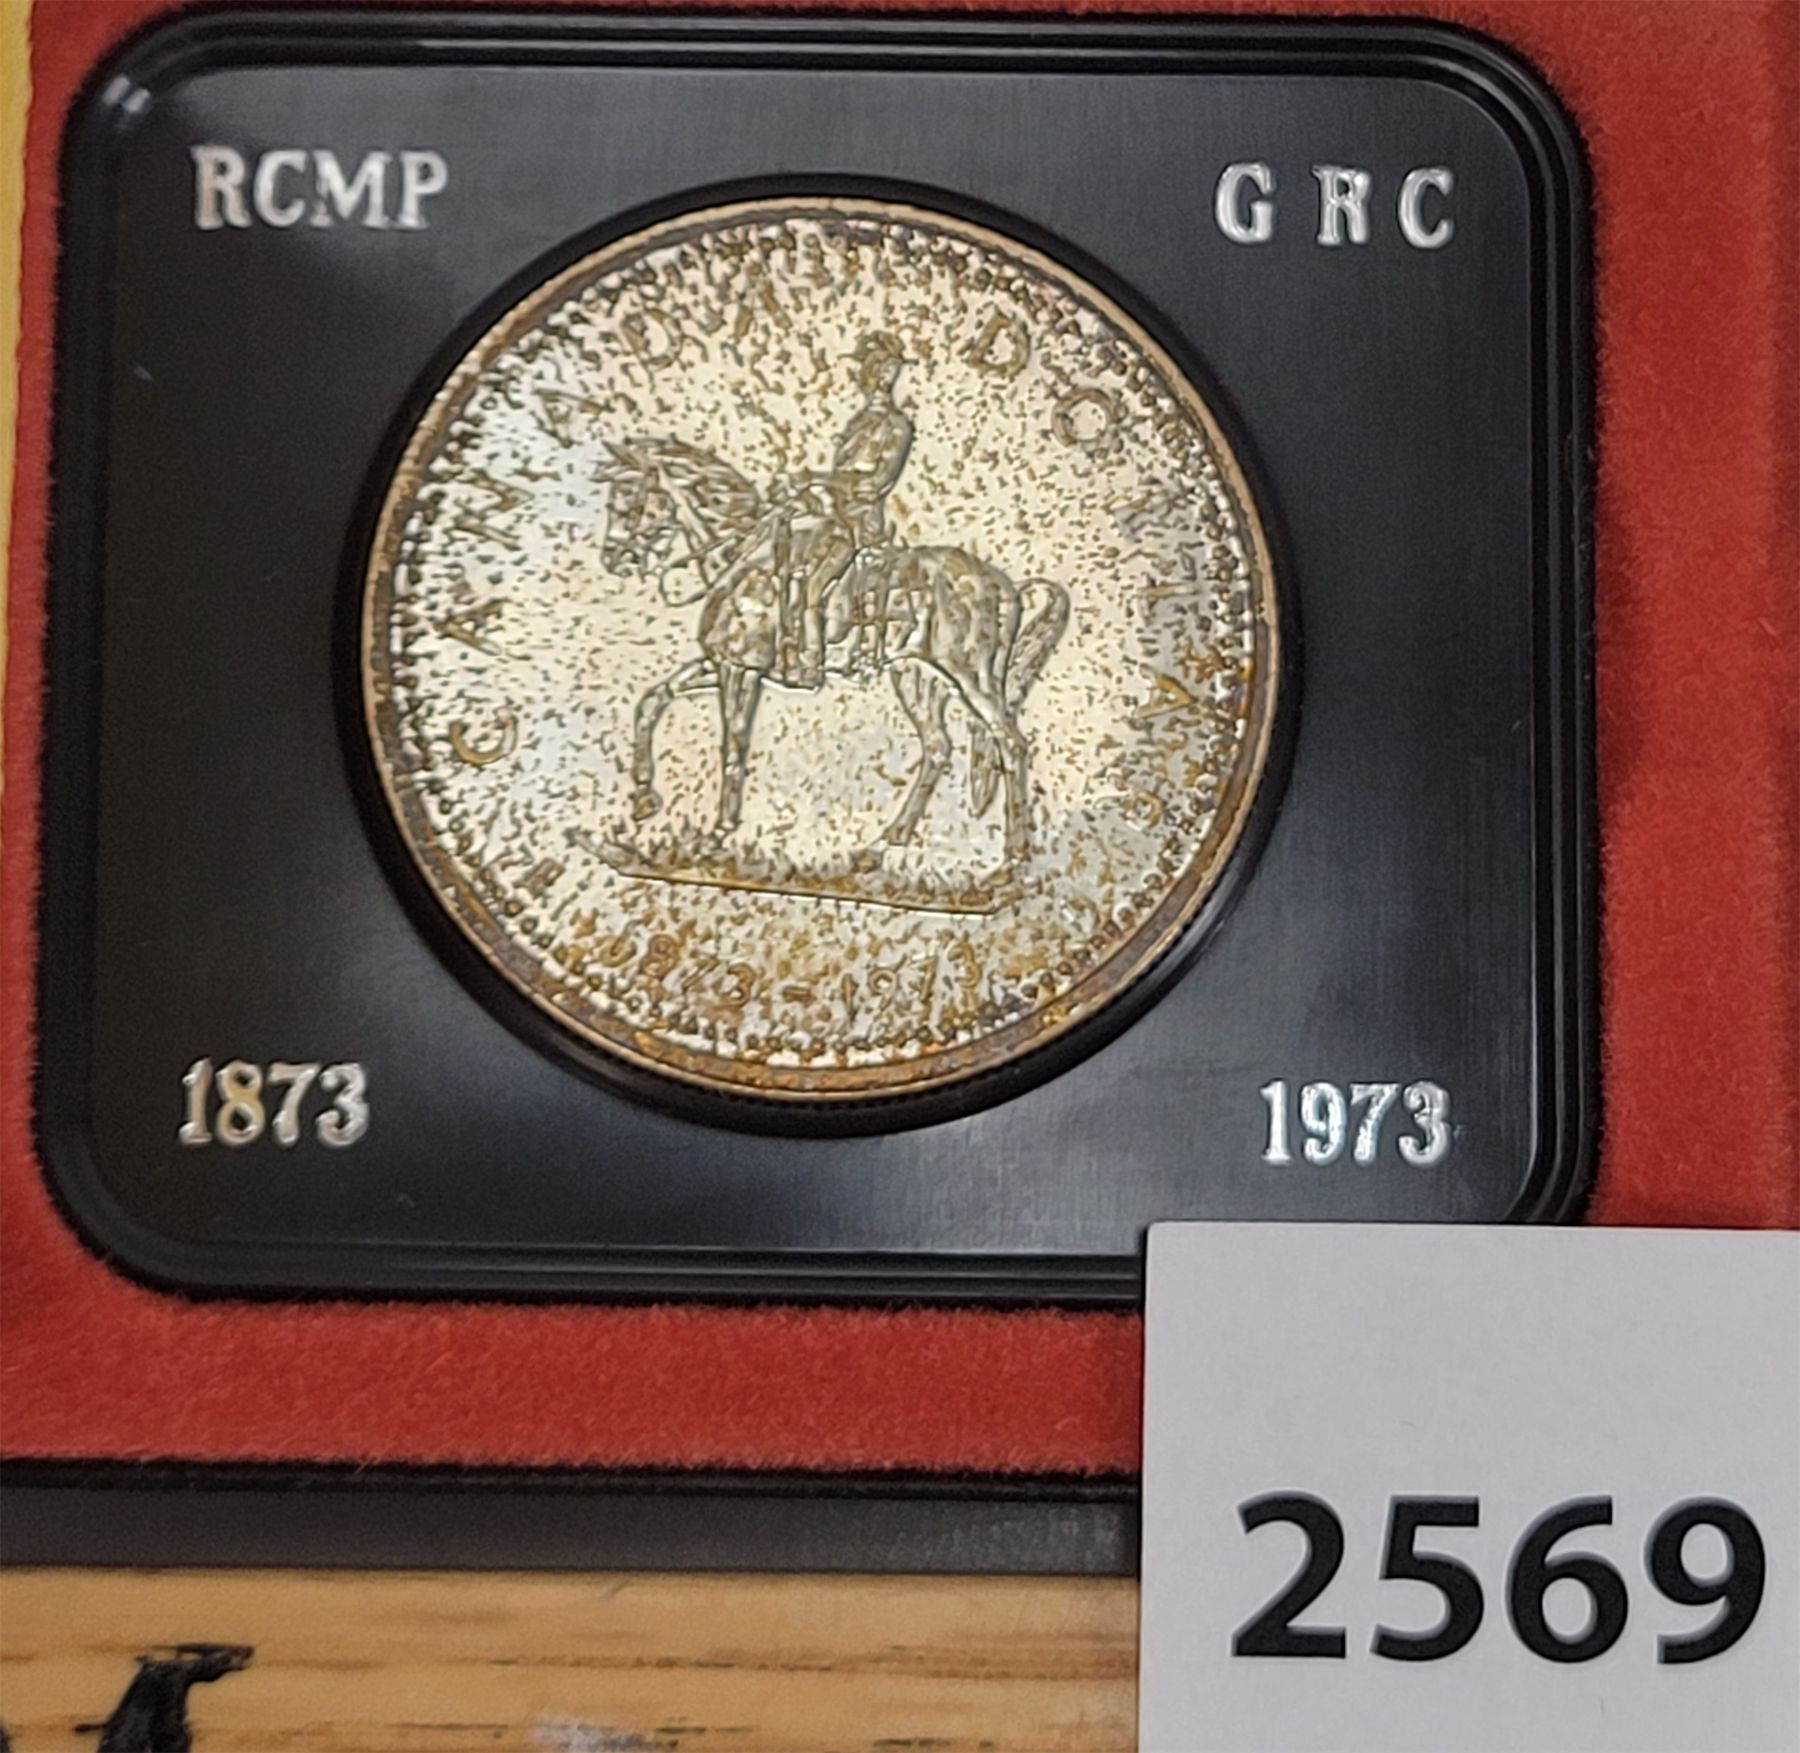 RCMP GRC
CANADA DOLLAR
1873-1973
1873 1973
2569